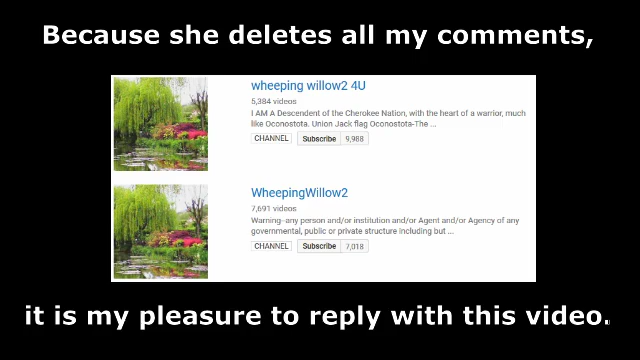 Because she deletes all my comments,
wheeping willow2 4U
5,384 videos
I AM A Descendent of the Cherokee Nation, with the heart of a warrior, much
like Oconostota. Union Jack flag Oconostota-The ...
CHANNEL Subscribe 9,988
WheepingWillow2
7,691 videos
Warning--any person and/or institution and/or Agent and/or Agency of any
governmental, public or private structure including but ...
CHANNEL Subscribe 7,018
it is my pleasure to reply with this video.